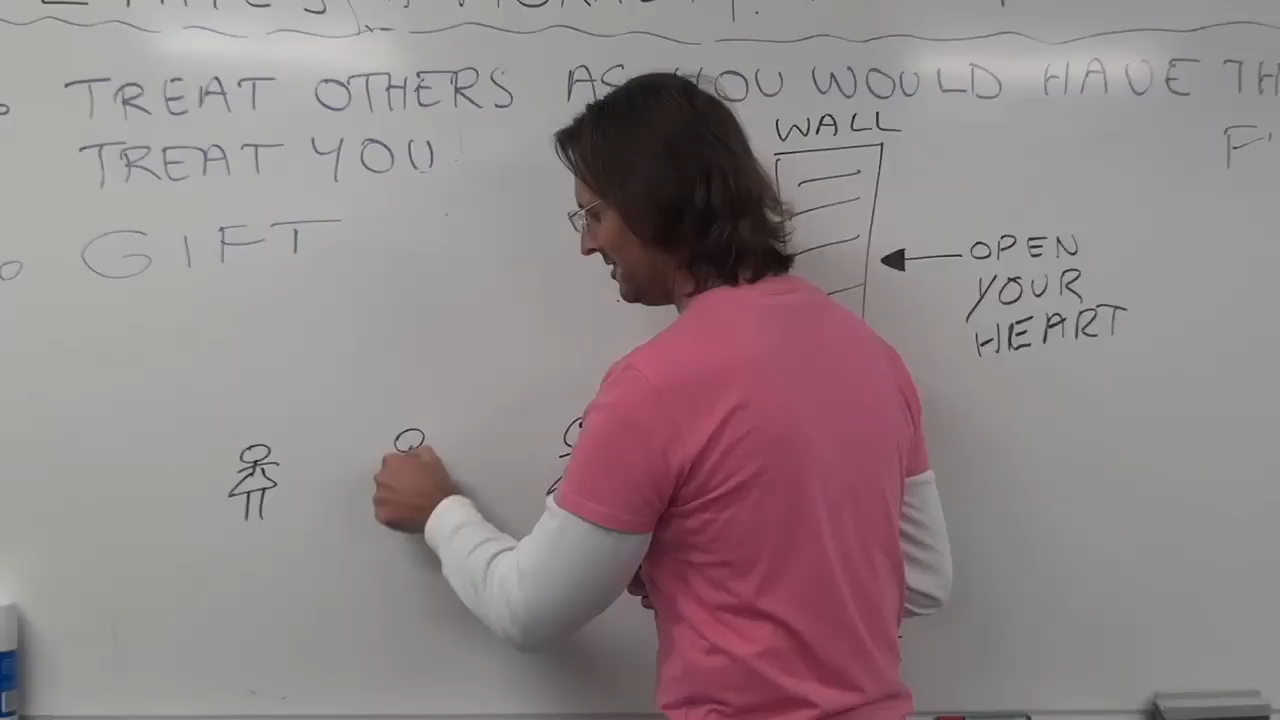 TREAT OTHERS AS YOU WOULD HAVE TH
TREAT YOU
GIFT
WALL
OPEN
YOUR
HEART